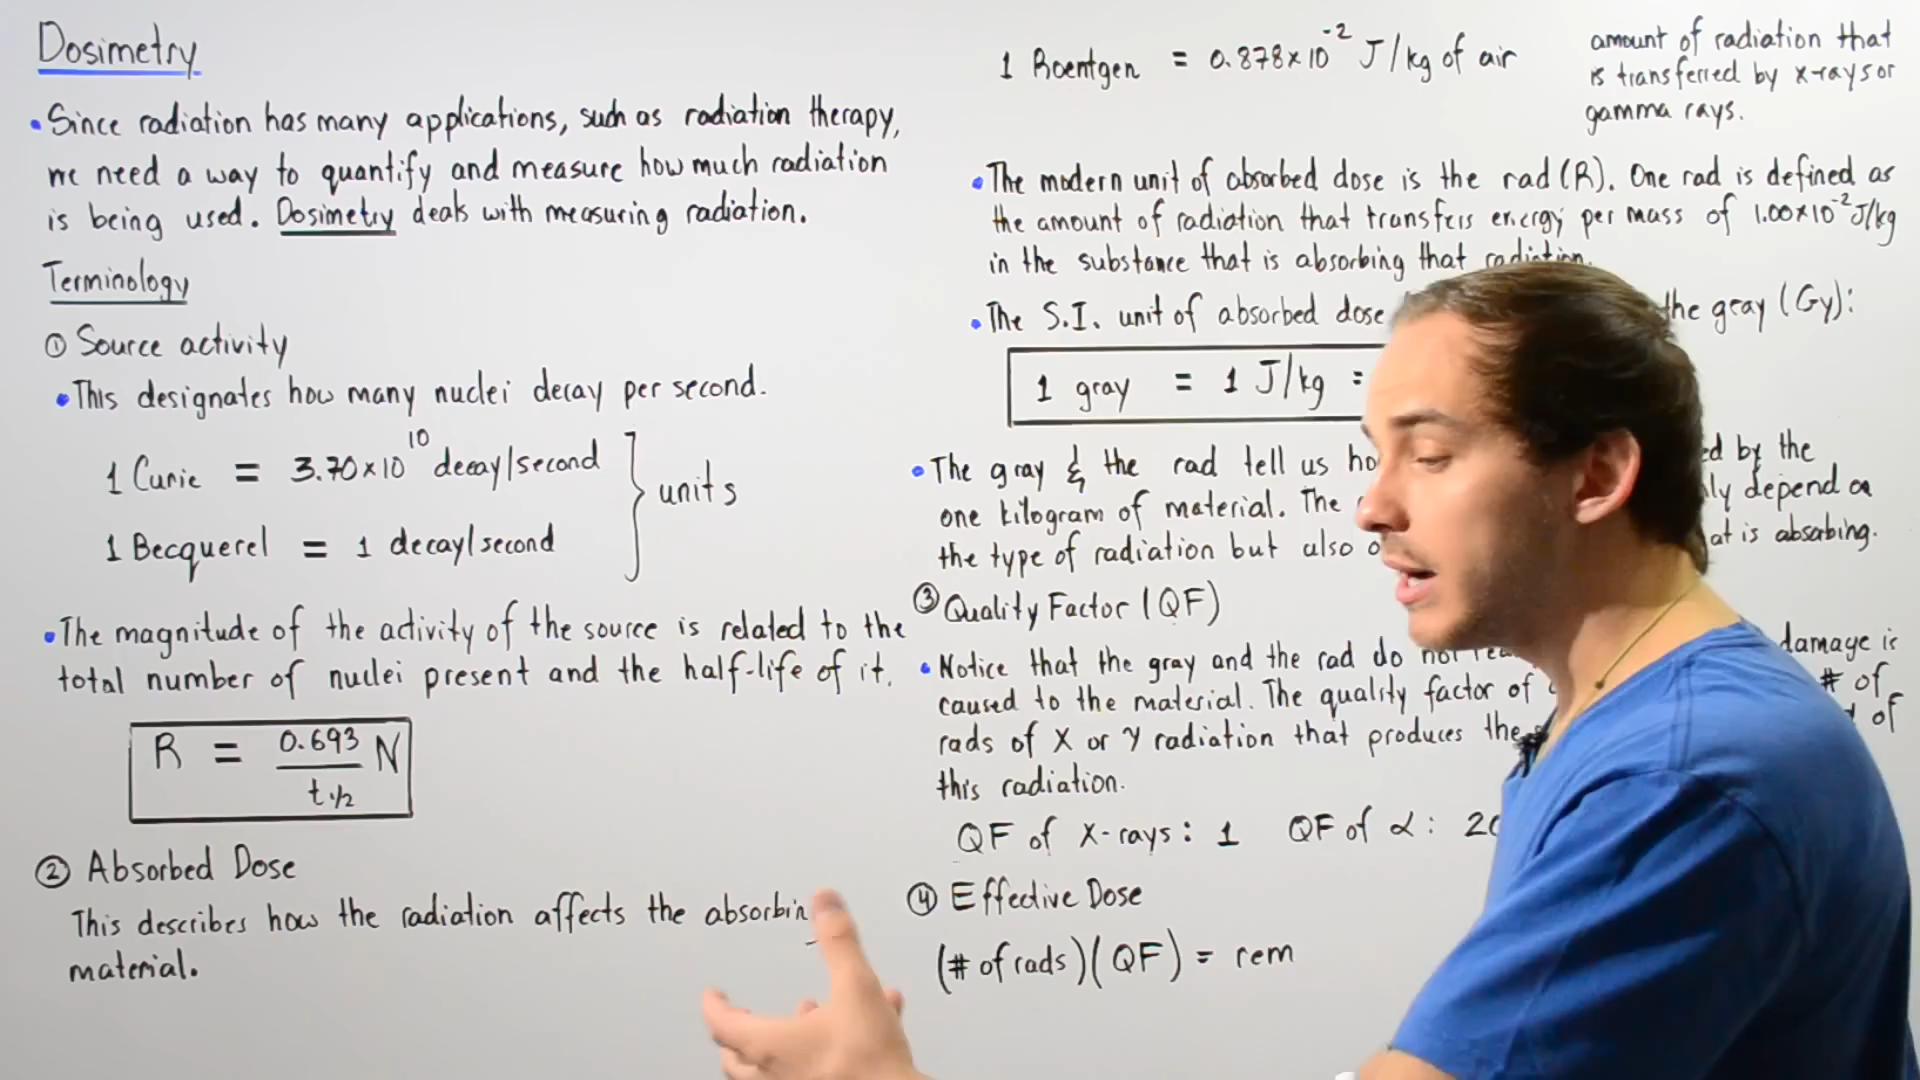 Dosimetry
• Since radiation has many applications, such as radiation therapy,
we need a way to quantify and measure how much radiation
is being used. Dosimetry deals with measuring radiation.
Terminology
① Source activity
• This designates how many nuclei decay per second.
1 Curie = 3.70×10^10 decay/second
1 Becquerel = 1 decay/second
units
• The magnitude of the activity of the source is related to the
total number of nuclei present and the half-life of it.
R = 0.693/t1/2 N
② Absorbed Dose
This describes how the radiation affects the
material.
1 Roentgen = 0.878×10^-2 J/kg of air
amount of radiation that
is transferred by x-rays or
gamma rays.
• The modern unit of absorbed dose is the rad (R). One rad is defined as
the amount of radiation that transfers energy per mass of 1.00×10^-2 J/kg
in the substance that is absorbing that radiation.
• The S.I. unit of absorbed dose the gray (Gy):
1 gray = 1 J/kg =
• The gray & the rad tell us by the
one kilogram of material. The depend on
the type of radiation but also at is absorbing.
③ Quality Factor (QF)
• Notice that the gray and the rad do not damage is
caused to the material. The quality factor of # of
rads of X or γ radiation that produces the of
this radiation.
QF of X-rays: 1 QF of α:
④ Effective Dose
(# of rads)(QF) = rem